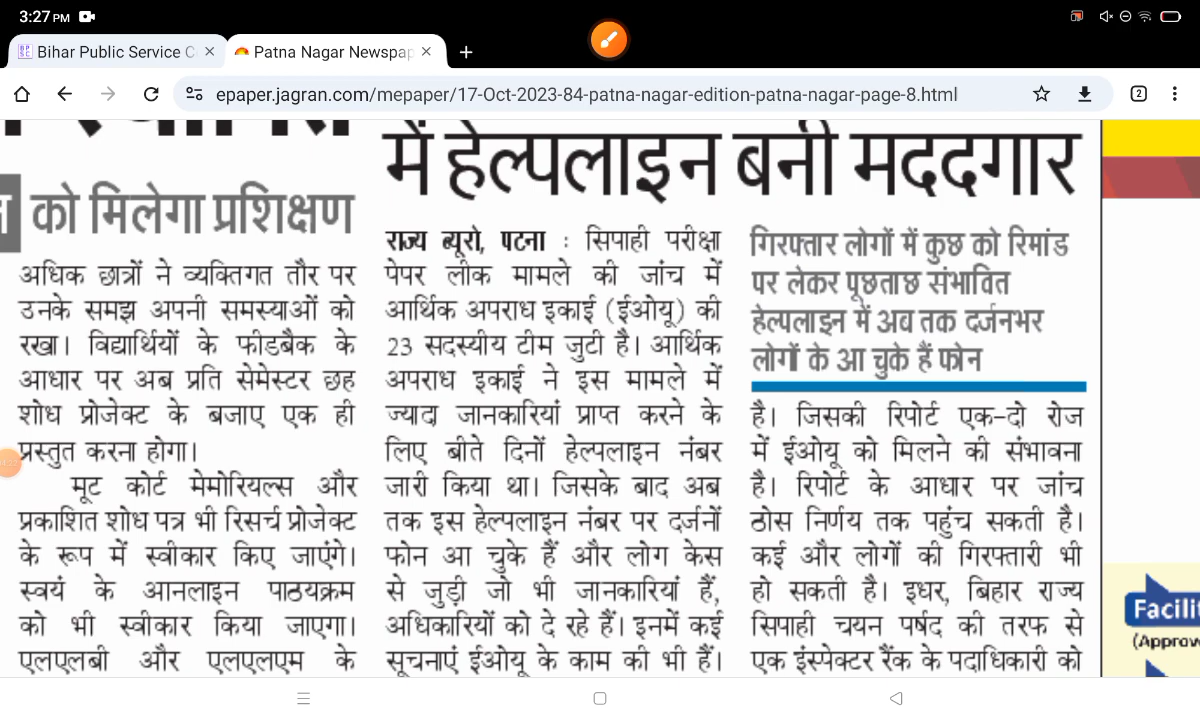 3:27 PM
Bihar Public Service C
Patna Nagar Newspap
epaper.jagran.com/mepaper/17-Oct-2023-84-patna-nagar-edition-patna-nagar-page-8.html
2
को मिलेगा प्रशिक्षण
अधिक छात्रों ने व्यक्तिगत तौर पर
उनके समझ अपनी समस्याओं को
रखा। विद्यार्थियों के फीडबैक के
आधार पर अब प्रति सेमेस्टर छह
शोध प्रोजेक्ट के बजाए एक ही
प्रस्तुत करना होगा।
मूट कोर्ट मेमोरियल्स और
प्रकाशित शोध पत्र भी रिसर्च प्रोजेक्ट
के रूप में स्वीकार किए जाएंगे।
स्वयं के आनलाइन पाठयक्रम
को भी स्वीकार किया जाएगा।
एलएलबी और एलएलएम के
में हेल्पलाइन बनी मददगार
राज्य ब्यूरो, पटना : सिपाही परीक्षा
पेपर लीक मामले की जांच में
आर्थिक अपराध इकाई (ईओयू) की
23 सदस्यीय टीम जुटी है। आर्थिक
अपराध इकाई ने इस मामले में
ज्यादा जानकारियां प्राप्त करने के
लिए बीते दिनों हेल्पलाइन नंबर
जारी किया था। जिसके बाद अब
तक इस हेल्पलाइन नंबर पर दर्जनों
फोन आ चुके हैं और लोग केस
से जुड़ी जो भी जानकारियां हैं,
अधिकारियों को दे रहे हैं। इनमें कई
सूचनाएं ईओयू के काम की भी हैं।
गिरफ्तार लोगों में कुछ को रिमांड
पर लेकर पूछताछ संभावित
हेल्पलाइन में अब तक दर्जनभर
लोगों के आ चुके हैं फोन
है। जिसकी रिपोर्ट एक-दो रोज
में ईओयू को मिलने की संभावना
है। रिपोर्ट के आधार पर जांच
ठोस निर्णय तक पहुंच सकती है।
कई और लोगों की गिरफ्तारी भी
हो सकती है। इधर, बिहार राज्य
सिपाही चयन पर्षद की तरफ से
एक इंस्पेक्टर रैंक के पदाधिकारी को
Facilit
(Approv